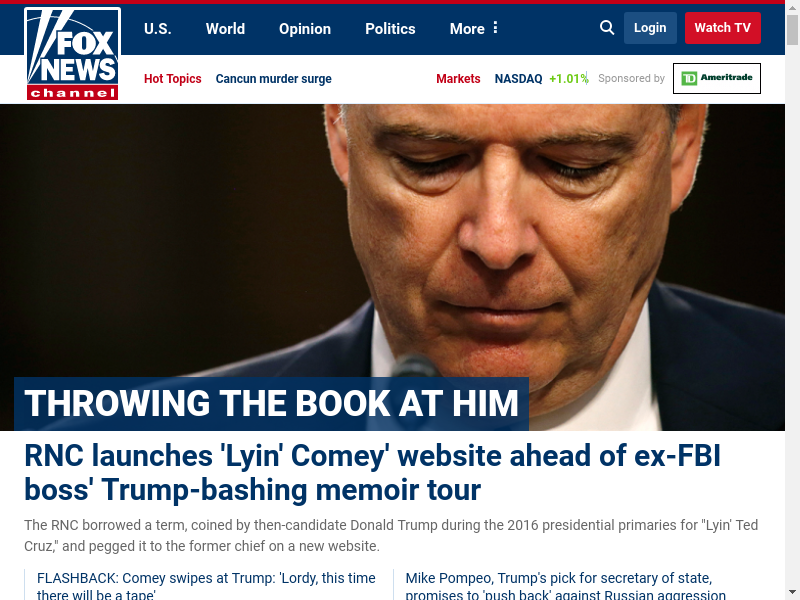 U.S. World Opinion Politics More Login Watch TV
FOX
NEWS
channel
Hot Topics Cancun murder surge Markets NASDAQ +1.01% Sponsored by TD Ameritrade
THROWING THE BOOK AT HIM
RNC launches 'Lyin' Comey' website ahead of ex-FBI
boss' Trump-bashing memoir tour
The RNC borrowed a term, coined by then-candidate Donald Trump during the 2016 presidential primaries for "Lyin' Ted
Cruz," and pegged it to the former chief on a new website.
FLASHBACK: Comey swipes at Trump: 'Lordy, this time
there will be a tape'
Mike Pompeo, Trump's pick for secretary of state,
promises to 'push back' against Russian aggression